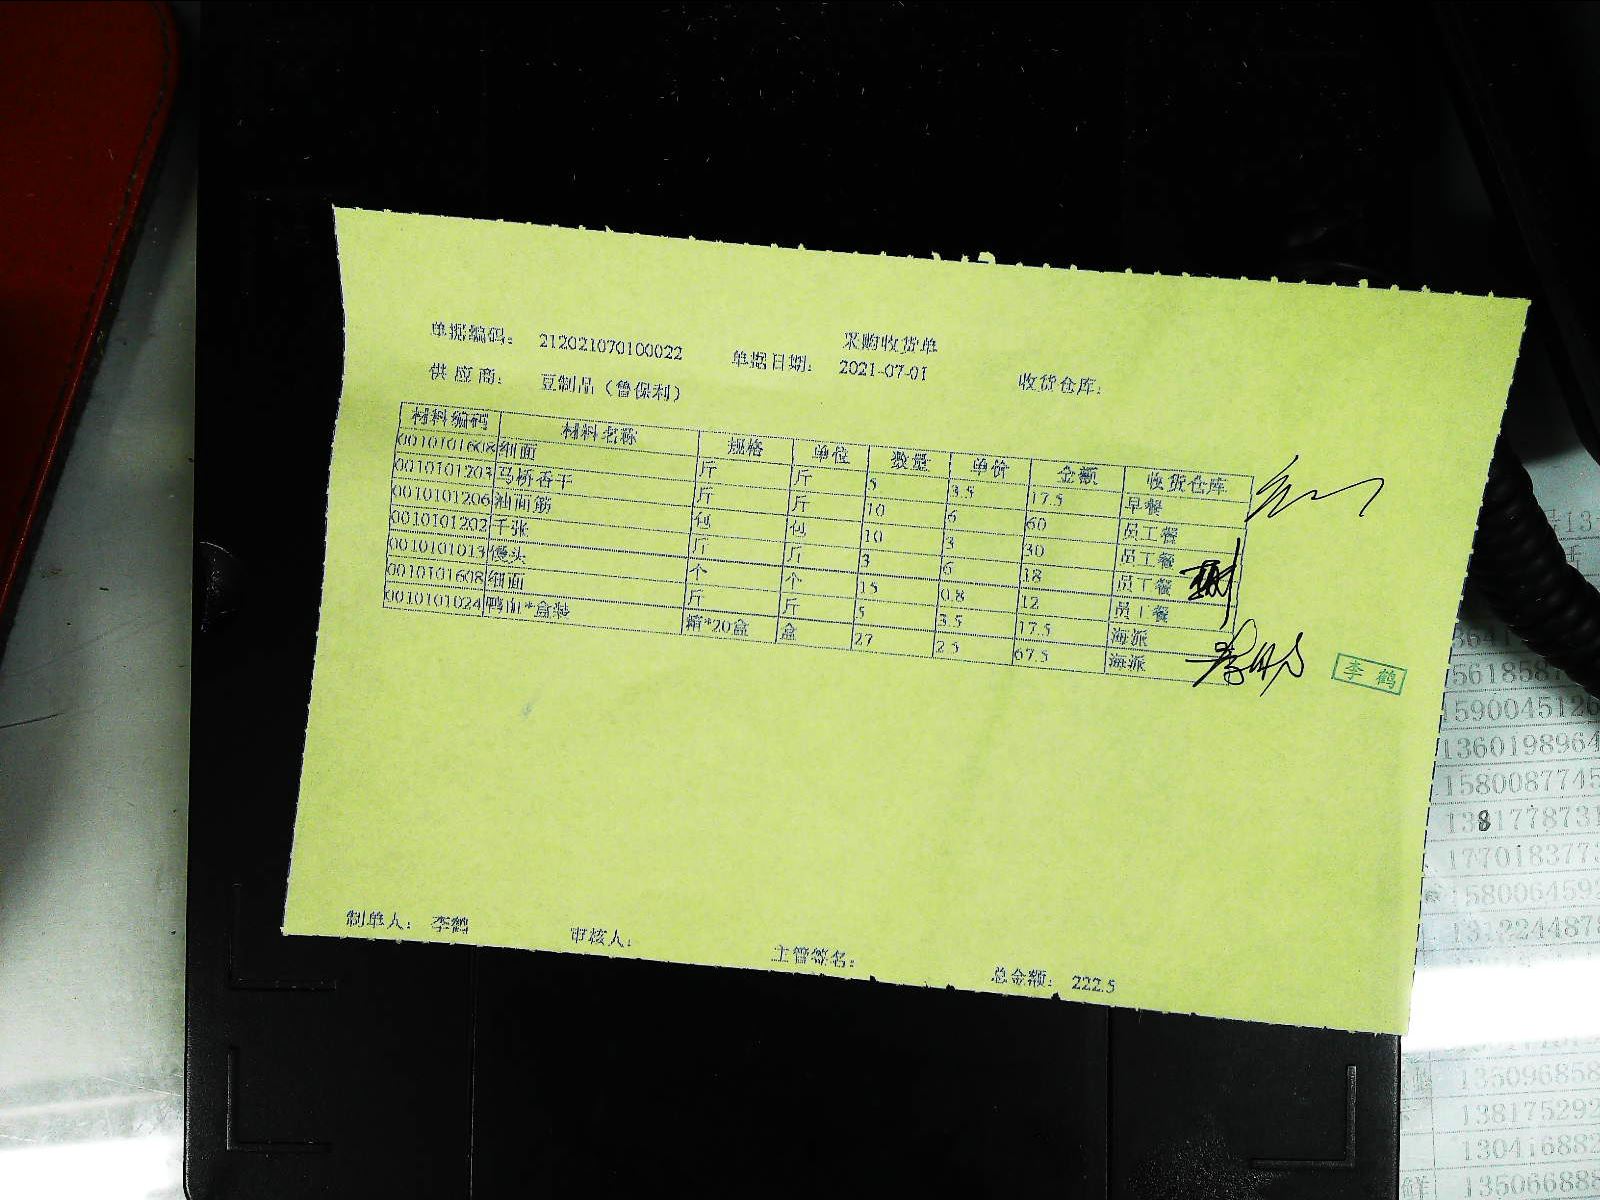 采购收货单
单据编码： 212021070100022 单据日期： 2021-07-01 收货仓库：
供应商： 豆制品（鲁保利）
材料编码 材料名称 规格 单位 数量 单价 金额 收货仓库
0010101608 细面 斤 斤 5 3.5 17.5 早餐
0010101203 马桥香干 斤 斤 10 6 60 员工餐
0010101206 油面筋 包 包 10 3 30 员工餐
0010101202 千张 斤 斤 3 6 18 员工餐
0010101013 馒头 个 个 15 0.8 12 员工餐
0010101608 细面 斤 斤 5 3.5 17.5 海派
0010101024 鸭血*盒装 箱*20盒 盒 27 2.5 67.5 海派
李鹤
制单人： 李鹤 审核人： 主管签名： 总金额： 222.5
1590045126
1360198964
1580087745
1381778731